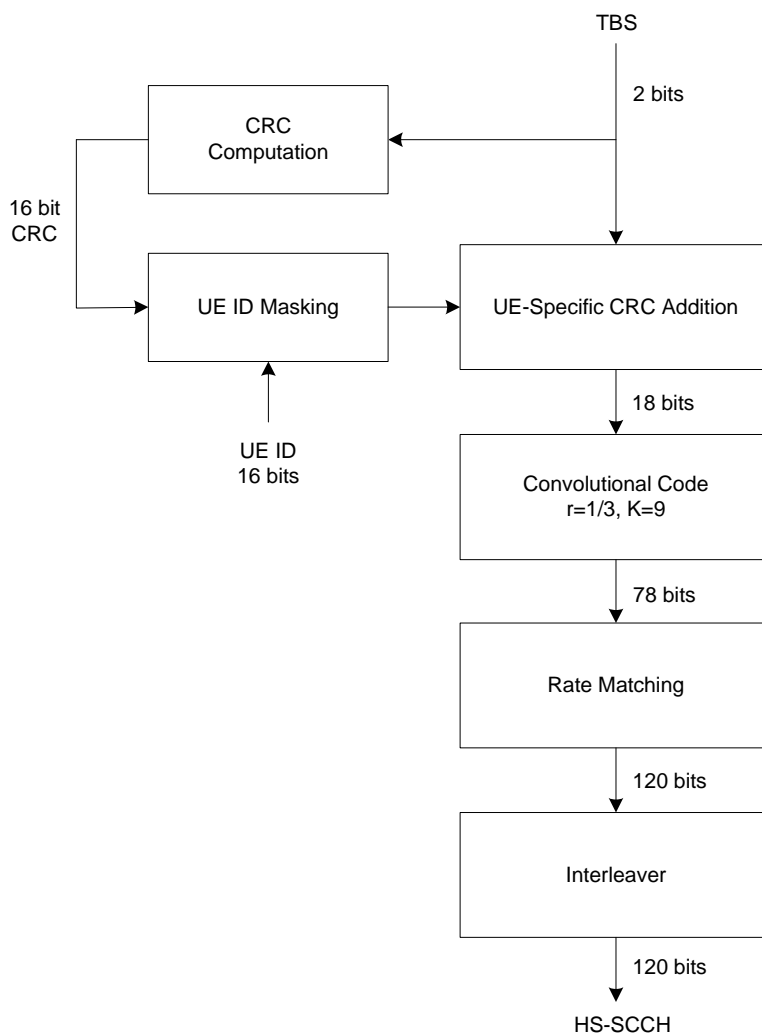 TBS
2 bits
CRC
Computation
16 bit
CRC
UE ID Masking
UE-Specific CRC Addition
18 bits
UE ID
16 bits
Convolutional Code
r=1/3, K=9
78 bits
Rate Matching
120 bits
Interleaver
120 bits
HS-SCCH